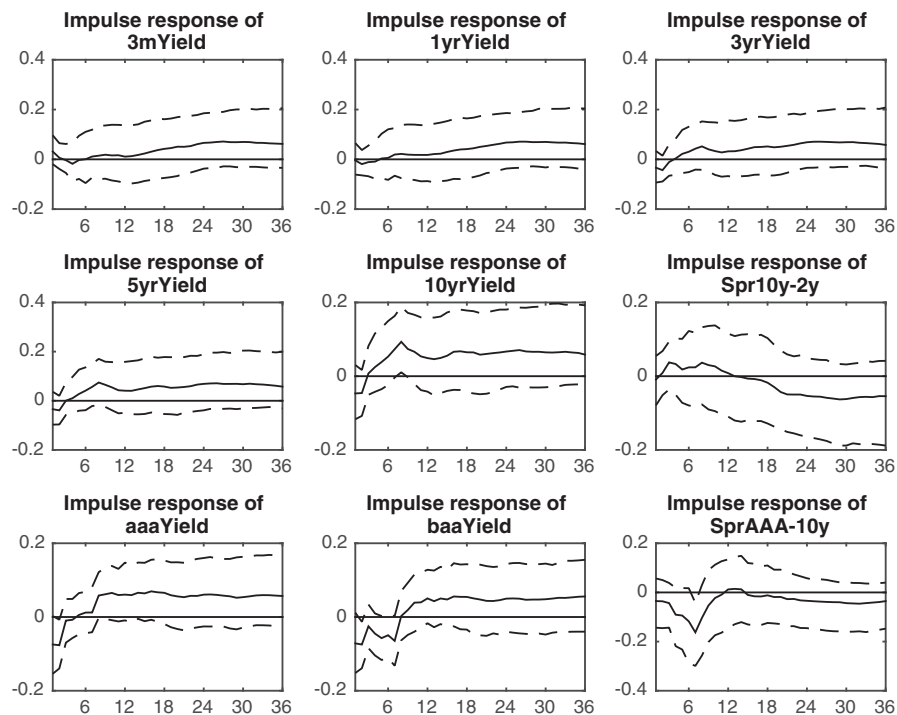 Impulse response of
3mYield
0.4
0.2
0
-0.2
6 12 18 24 30 36
Impulse response of
1yrYield
0.4
0.2
0
-0.2
6 12 18 24 30 36
Impulse response of
3yrYield
0.4
0.2
0
-0.2
6 12 18 24 30 36
Impulse response of
5yrYield
0.4
0.2
0
-0.2
6 12 18 24 30 36
Impulse response of
10yrYield
0.2
0
-0.2
6 12 18 24 30 36
Impulse response of
Spr10y-2y
0.2
0
-0.2
6 12 18 24 30 36
Impulse response of
aaaYield
0.2
0
-0.2
6 12 18 24 30 36
Impulse response of
baaYield
0.2
0
-0.2
6 12 18 24 30 36
Impulse response of
SprAAA-10y
0.2
0
-0.2
-0.4
6 12 18 24 30 36